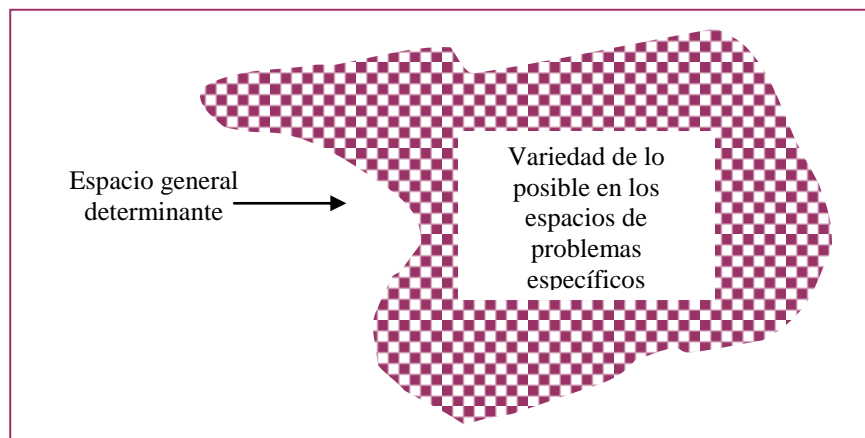 Espacio general
determinante
Variedad de lo
posible en los
espacios de
problemas
específicos